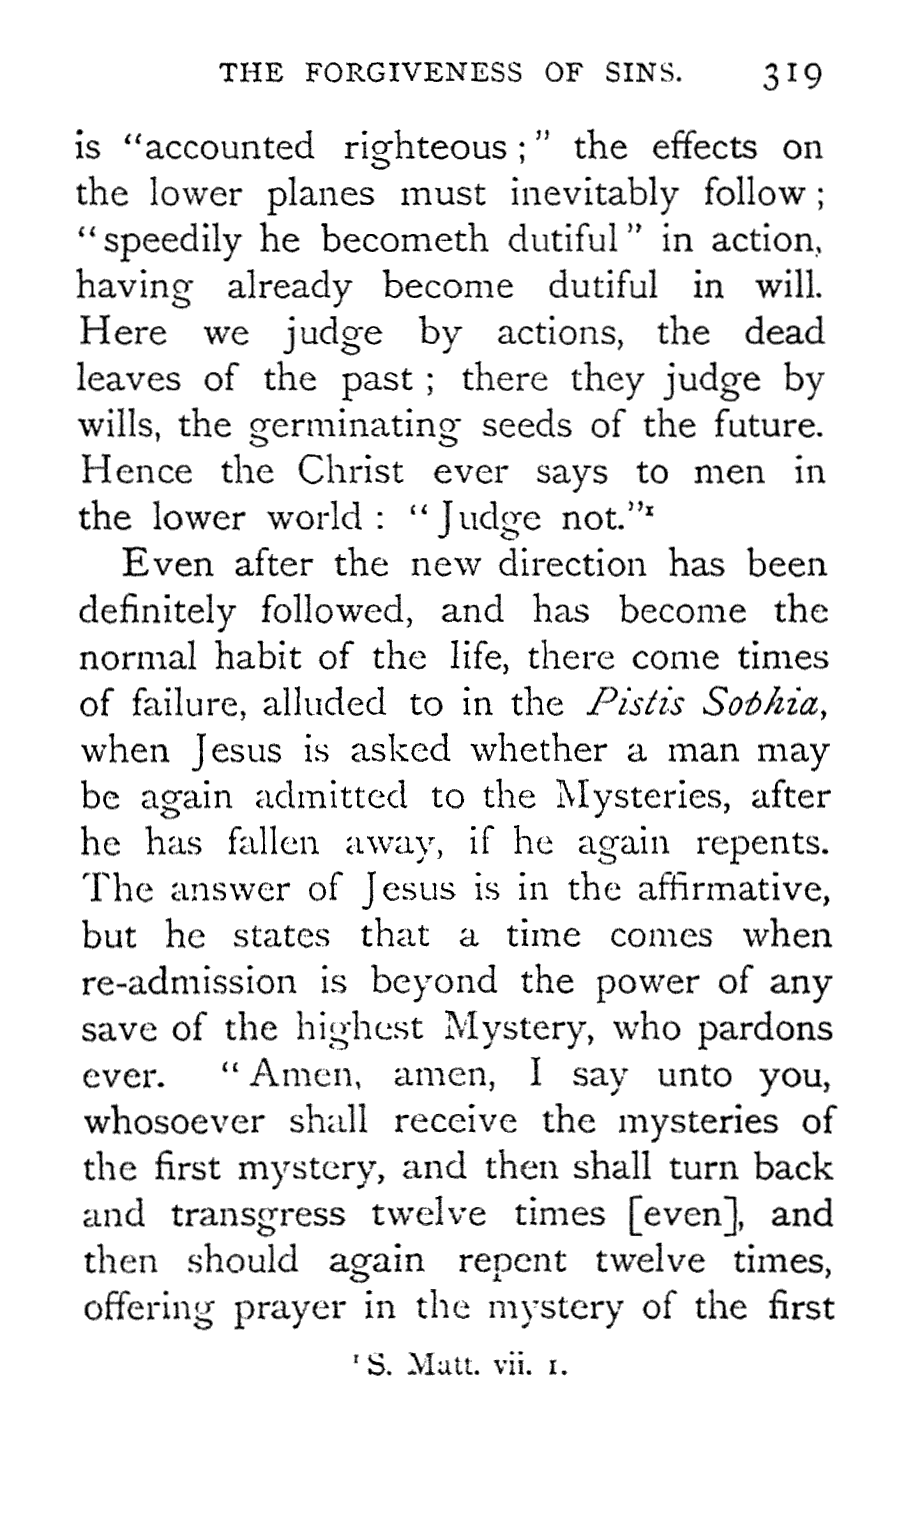 THE FORGIVENESS OF SINS. 319
is “accounted righteous ;” the effects on
the lower planes must inevitably follow ;
“speedily he becometh dutiful” in action,
having already become dutiful in will.
Here we judge by actions, the dead
leaves of the past ; there they judge by
wills, the germinating seeds of the future.
Hence the Christ ever says to men in
the lower world : “Judge not.”¹
Even after the new direction has been
definitely followed, and has become the
normal habit of the life, there come times
of failure, alluded to in the Pistis Sophia,
when Jesus is asked whether a man may
be again admitted to the Mysteries, after
he has fallen away, if he again repents.
The answer of Jesus is in the affirmative,
but he states that a time comes when
re-admission is beyond the power of any
save of the highest Mystery, who pardons
ever. “Amen, amen, I say unto you,
whosoever shall receive the mysteries of
the first mystery, and then shall turn back
and transgress twelve times [even], and
then should again repent twelve times,
offering prayer in the mystery of the first
¹ S. Matt. vii. 1.